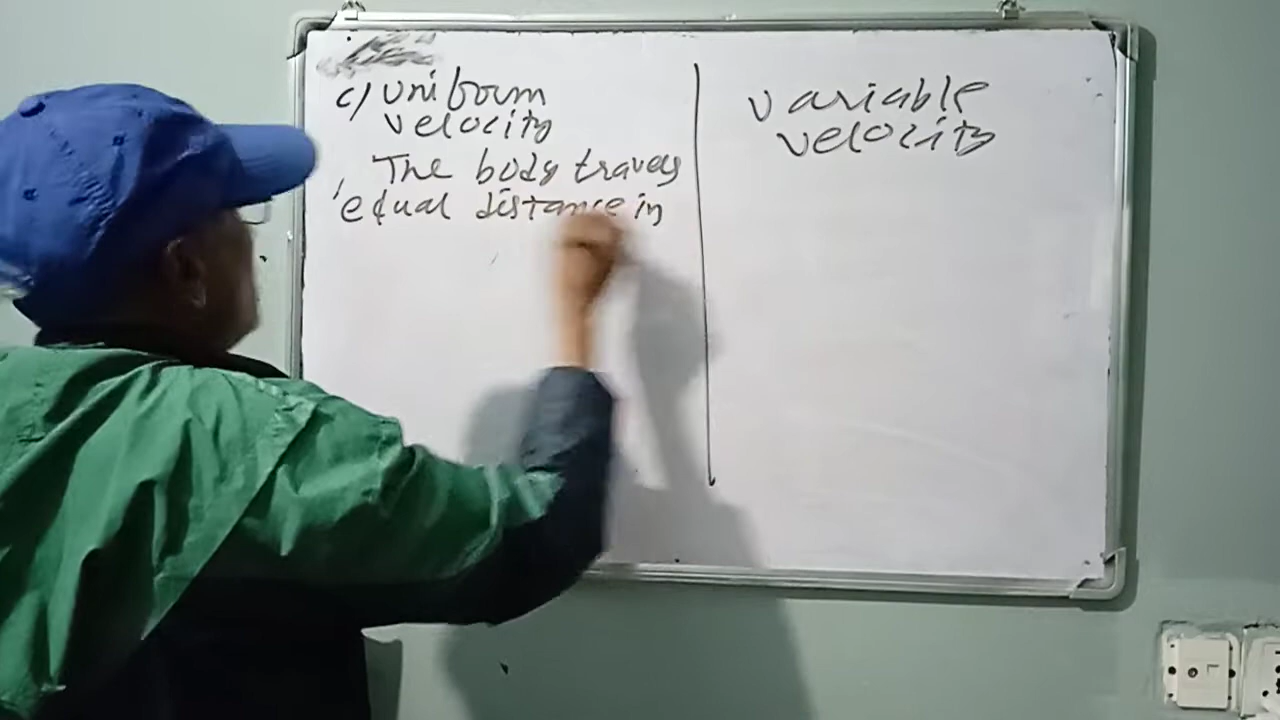 c) uniform
velocity
The body travels
equal distance in
variable
velocity